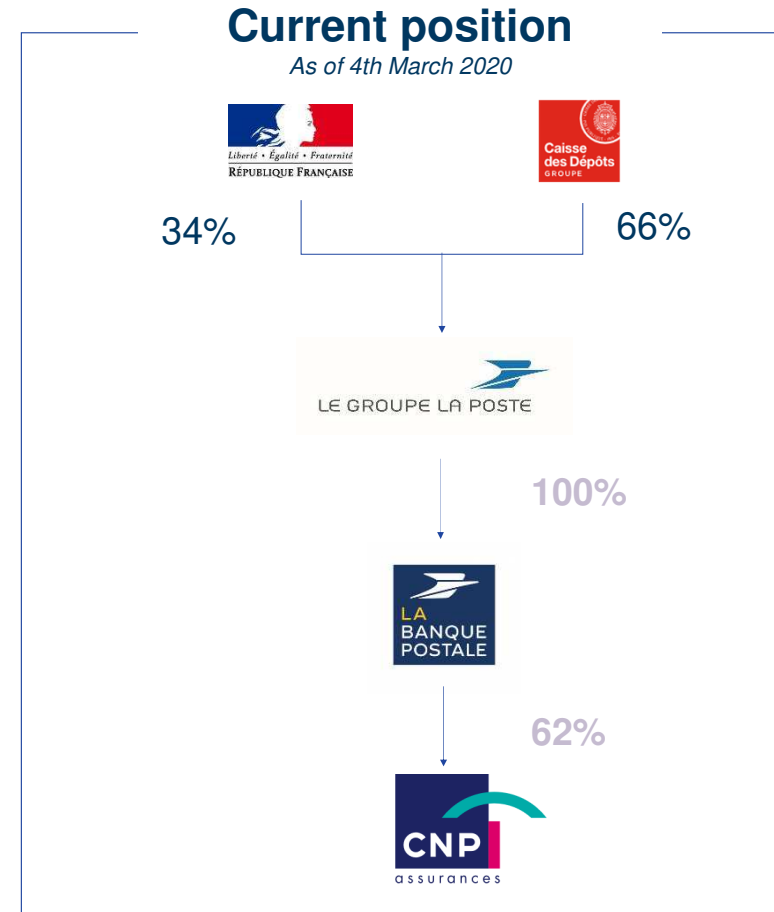 Current position
As of 4th March 2020
Liberté • Égalité • Fraternité
RÉPUBLIQUE FRANÇAISE
Caisse
des Dépôts
GROUPE
34%
66%
LE GROUPE LA POSTE
100%
LA
BANQUE
POSTALE
62%
CNP
assurances